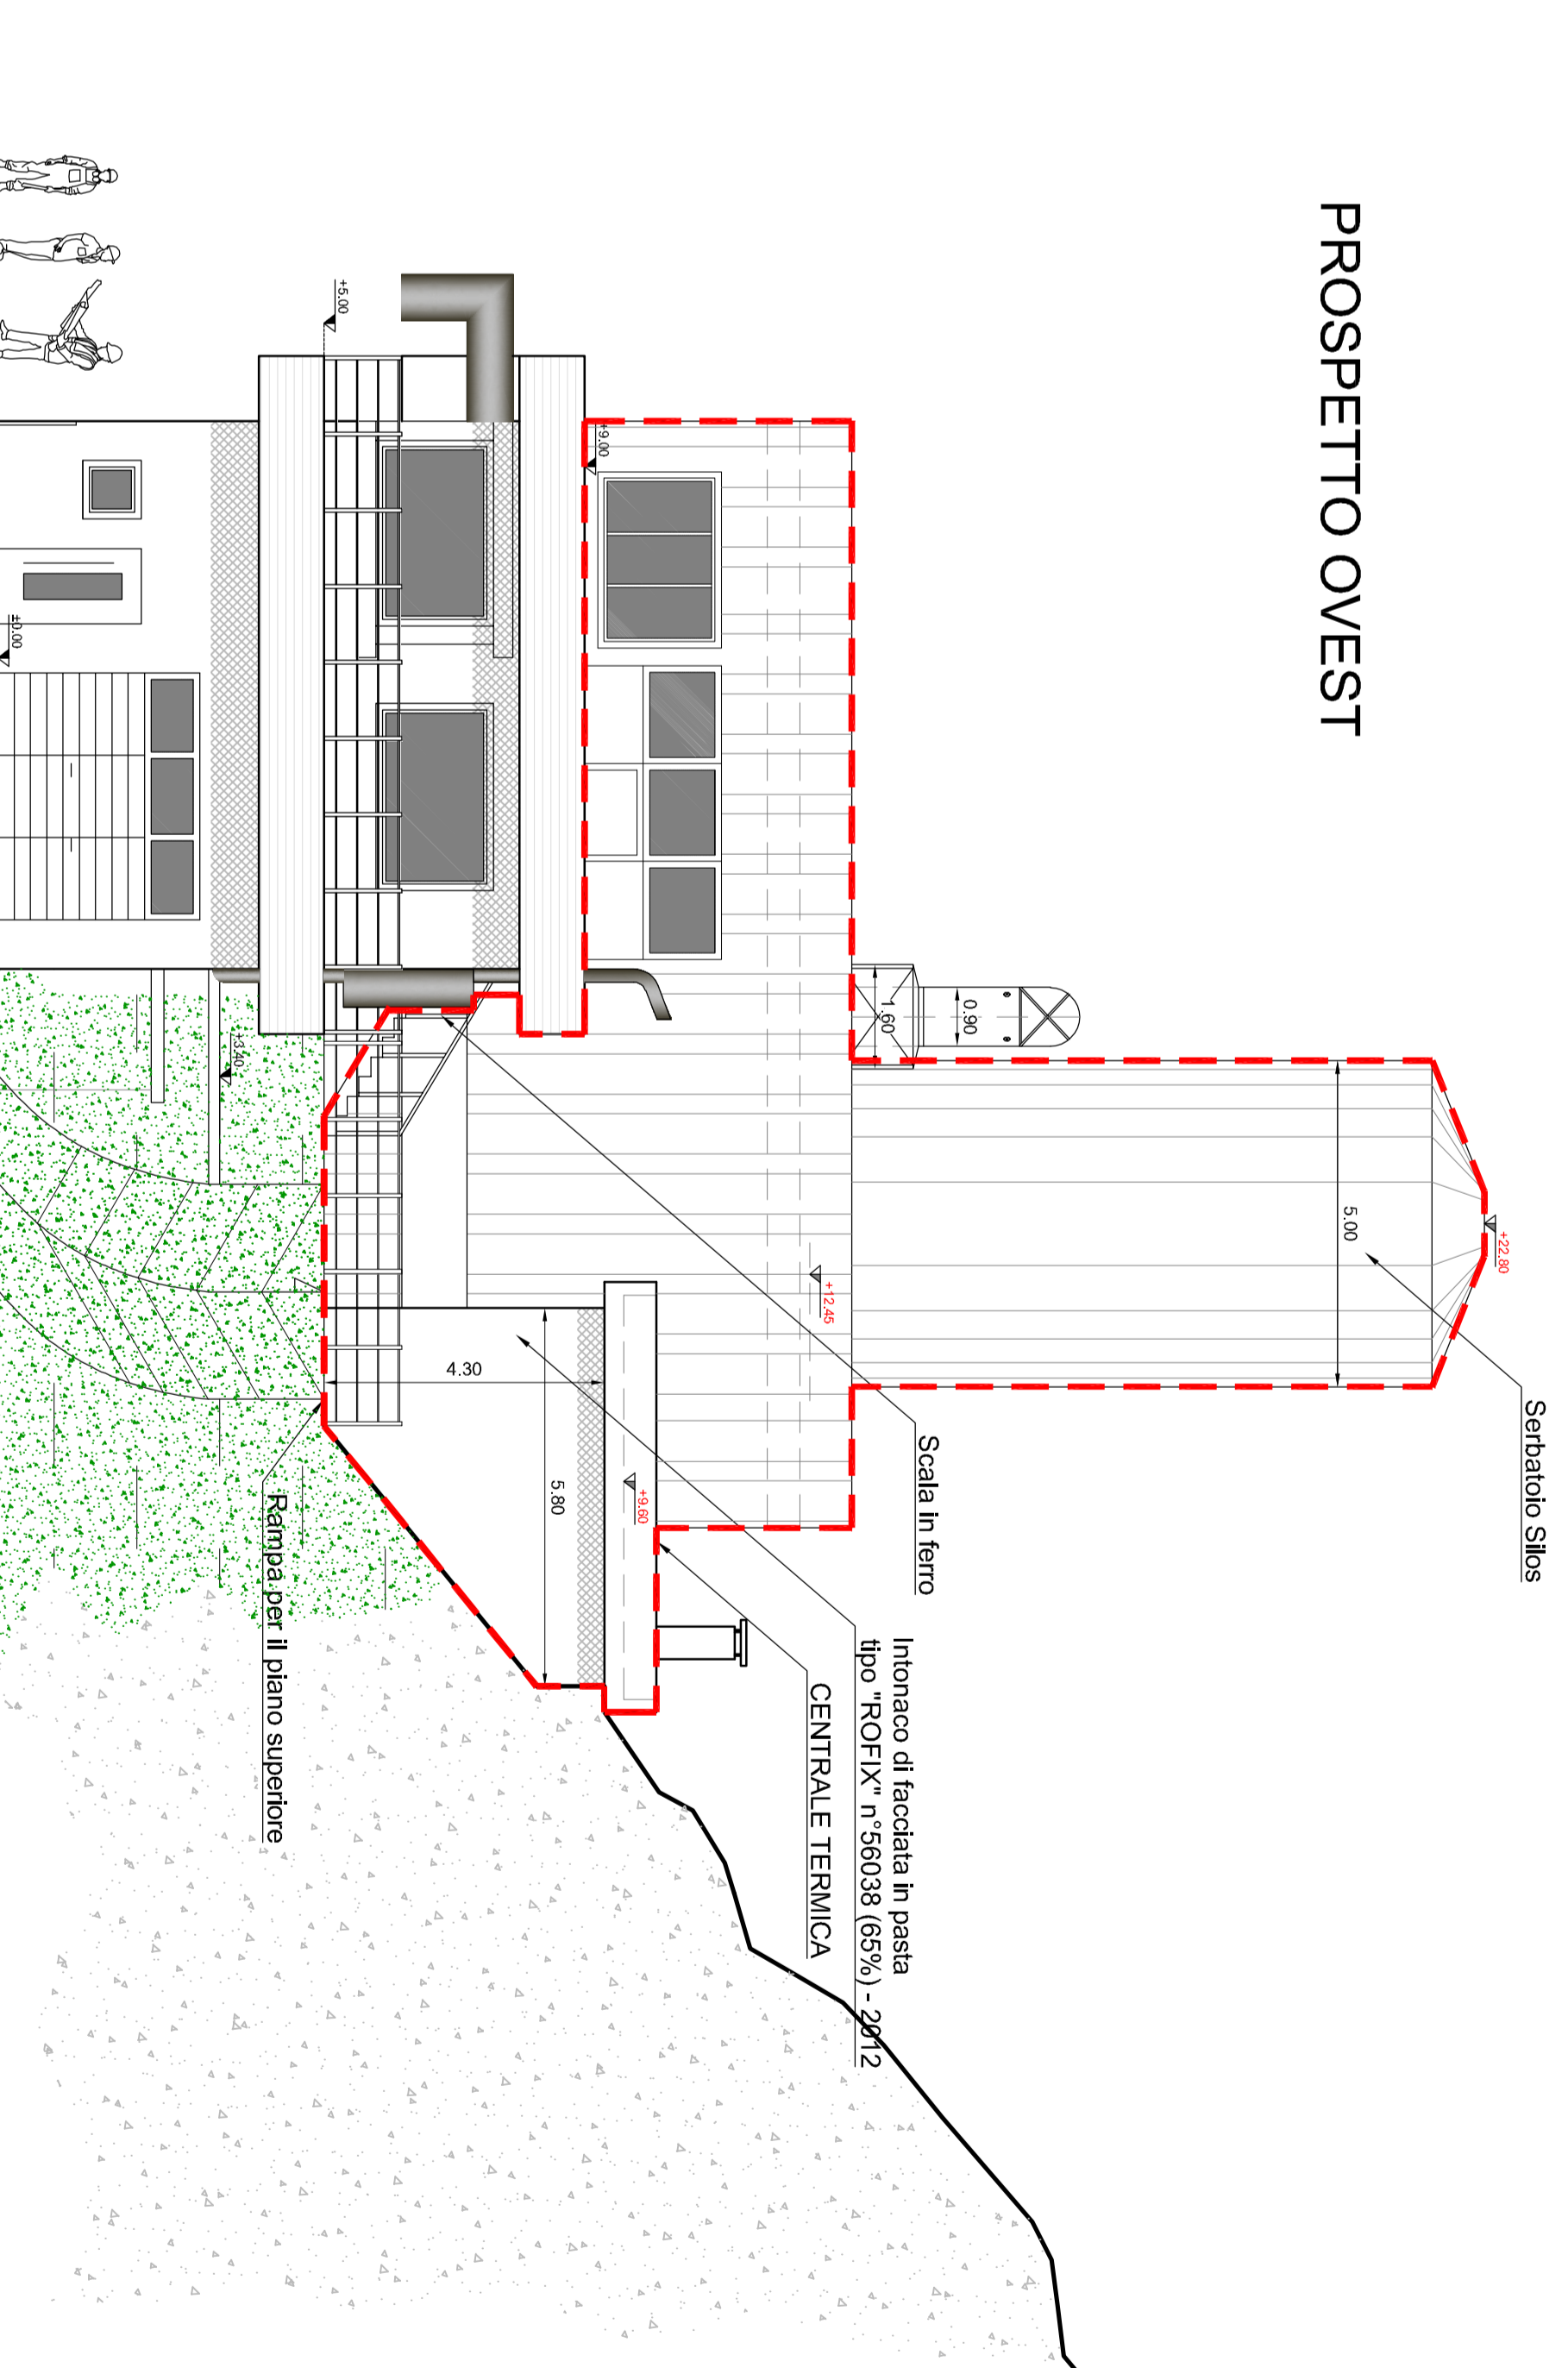 PROSPETTO OVEST
Serbatoio Silos
+22.80
5.00
Scala in ferro
0.90
1.60
Intonaco di facciata in pasta
tipo "ROFIX" n°56038 (65%) - 2012
CENTRALE TERMICA
+12.45
+9.60
+9.00
5.80
4.30
+5.00
Rampa per il piano superiore
+3.40
±0.00